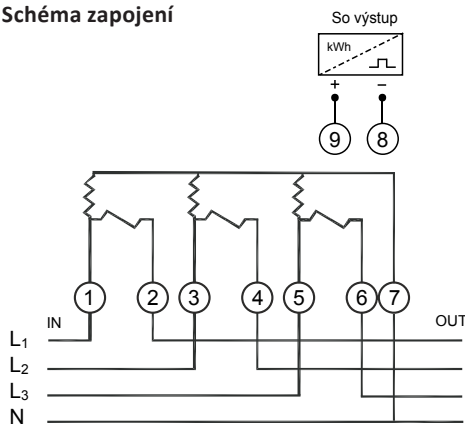 Schéma zapojení
So výstup
kWh
+ −
9 8
1 2 3 4 5 6 7
IN OUT
L1
L2
L3
N